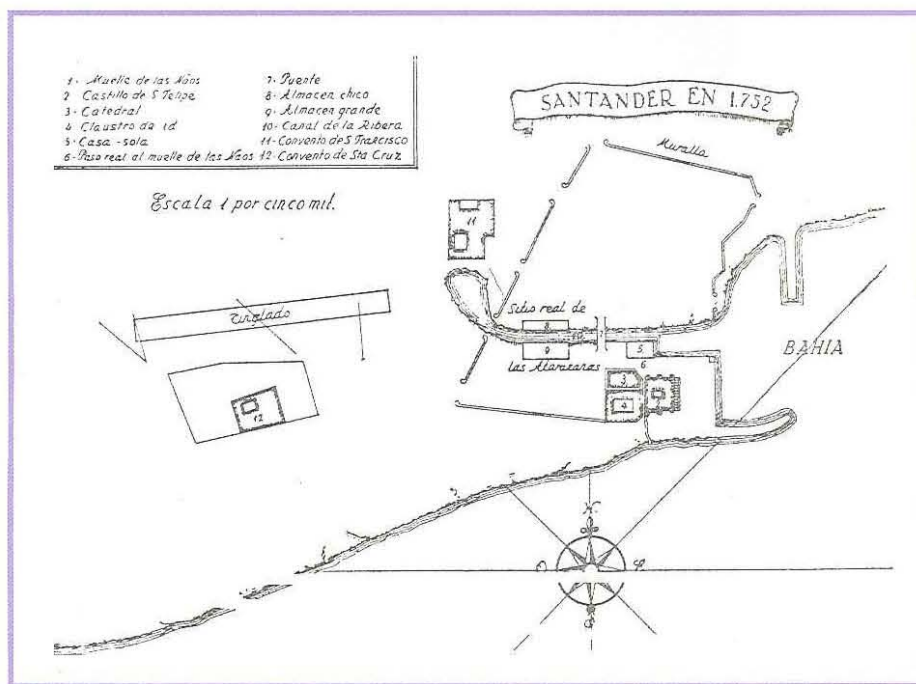 1- Muelle de las Naos
2 Castillo de S Felipe
3- Catedral
4 Claustro de id
5- Casa-sola
6- Paso real al muelle de las Naos
7- Puente
8- Almacen chico
9- Almacen grande
10- Canal de la Ribera
11- Convento de S Francisco
12- Convento de Sta Cruz
Escala 1 por cinco mil.
SANTANDER EN 1.752
Muralla
11
Sitio real de
8
10
9
5
6
las Atarazanas
3
4
BAHIA
Tinglado
12
N.
O
S